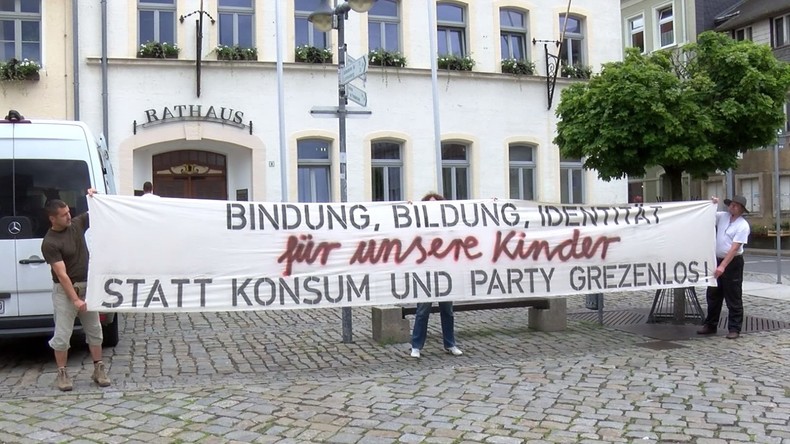 RATHAUS
BINDUNG, BILDUNG, IDENTITÄT
für unsere Kinder
STATT KONSUM UND PARTY GREZENLOS!